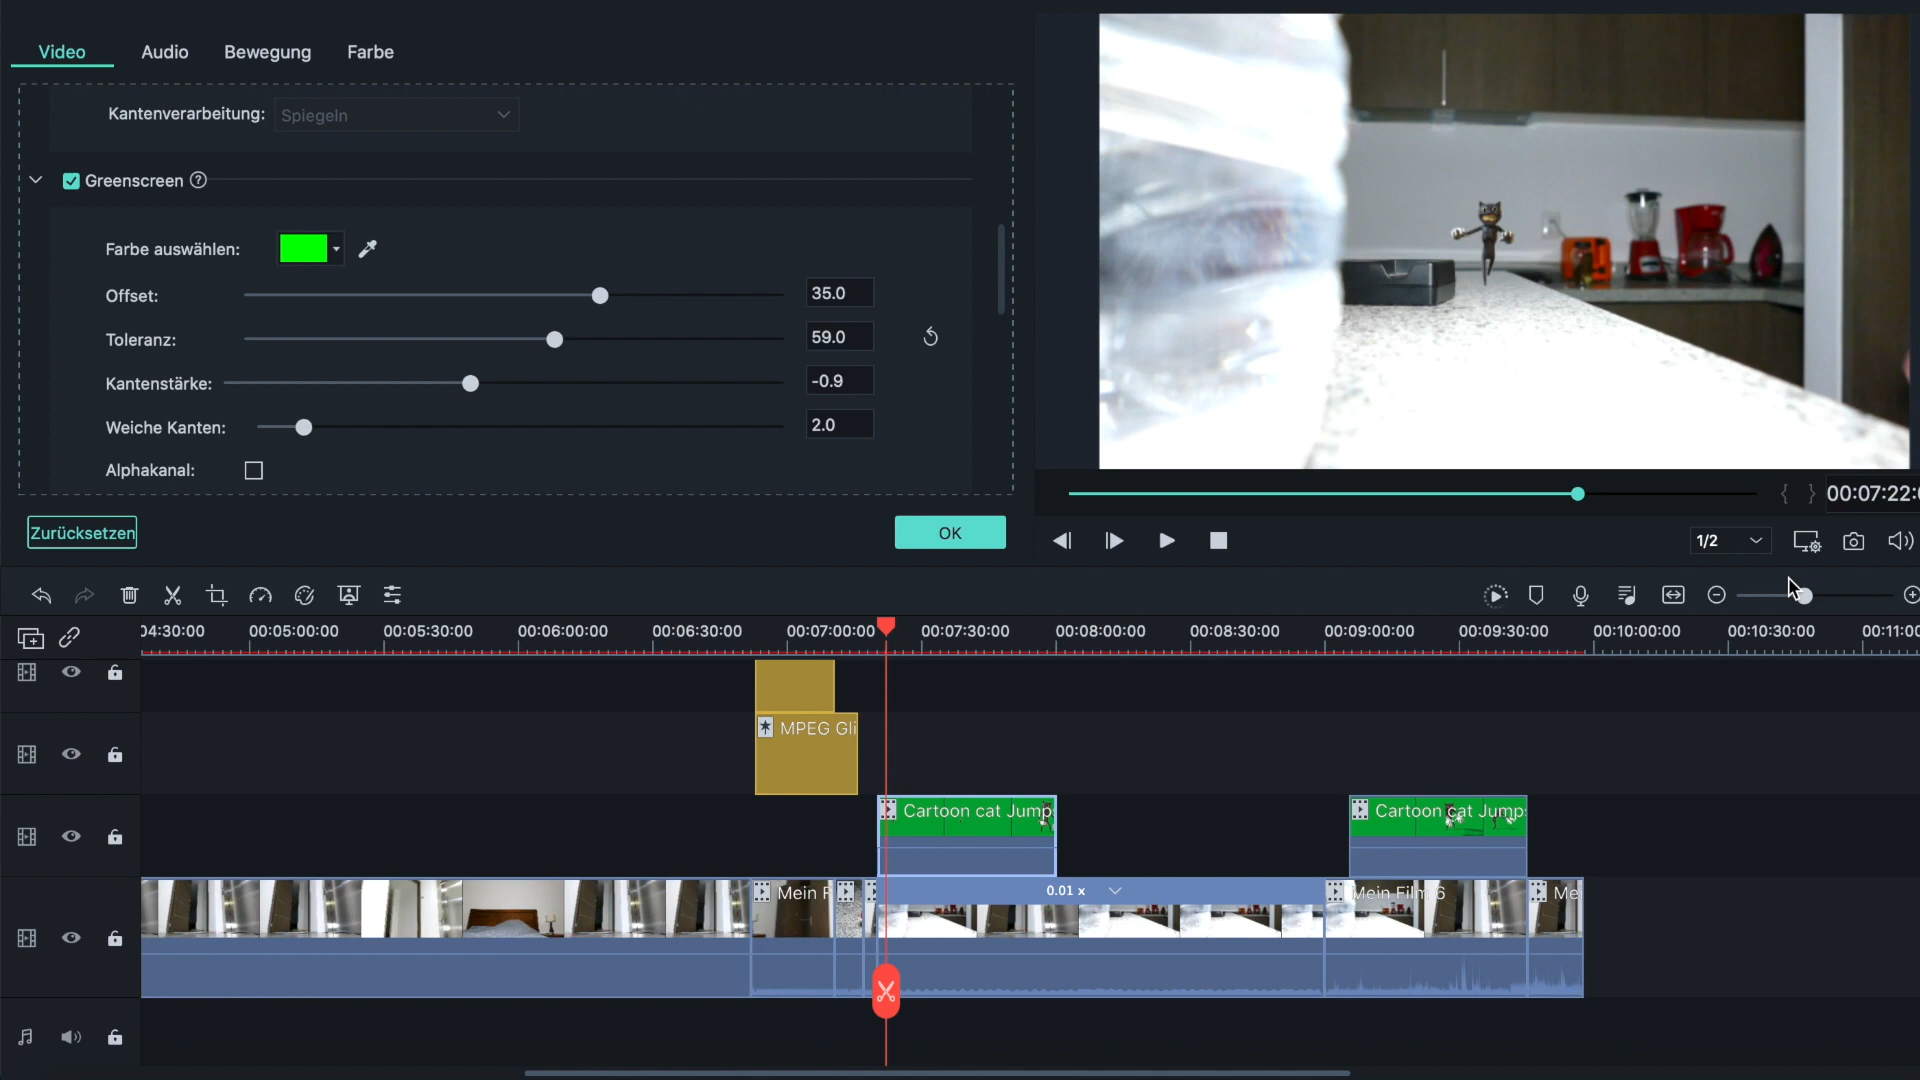 Video Audio Bewegung Farbe
Kantenverarbeitung: Spiegeln
Greenscreen ?
Farbe auswählen:
Offset: 35.0
Toleranz: 59.0
Kantenstärke: -0.9
Weiche Kanten: 2.0
Alphakanal:
Zurücksetzen OK
{ } 00:07:22:
1/2
04:30:00 00:05:00:00 00:05:30:00 00:06:00:00 00:06:30:00 00:07:00:00 00:07:30:00 00:08:00:00 00:08:30:00 00:09:00:00 00:09:30:00 00:10:00:00 00:10:30:00 00:11:00
MPEG Gli
Cartoon cat Jump Cartoon cat Jump
Mein F 0.01 x Mein Film 6 Me